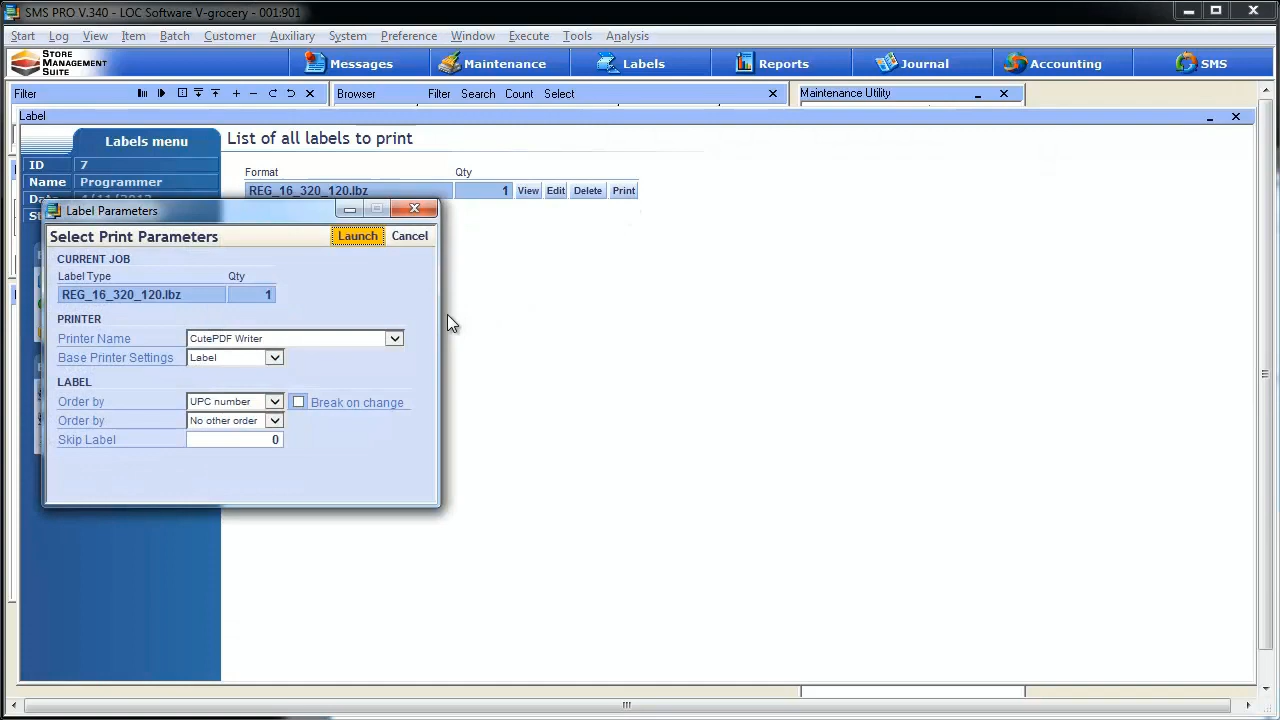 SMS PRO V.340 - LOC Software V-grocery - 001:901
Start Log View Item Batch Customer Auxiliary System Preference Window Execute Tools Analysis
STORE MANAGEMENT SUITE Messages Maintenance Labels Reports Journal Accounting SMS
Filter Browser Filter Search Count Select Maintenance Utility
Label
Labels menu List of all labels to print
ID 7 Format Qty
Name Programmer REG_16_320_120.lbz 1 View Edit Delete Print
Label Parameters
Select Print Parameters Launch Cancel
CURRENT JOB
Label Type Qty
REG_16_320_120.lbz 1
PRINTER
Printer Name CutePDF Writer
Base Printer Settings Label
LABEL
Order by UPC number Break on change
Order by No other order
Skip Label 0